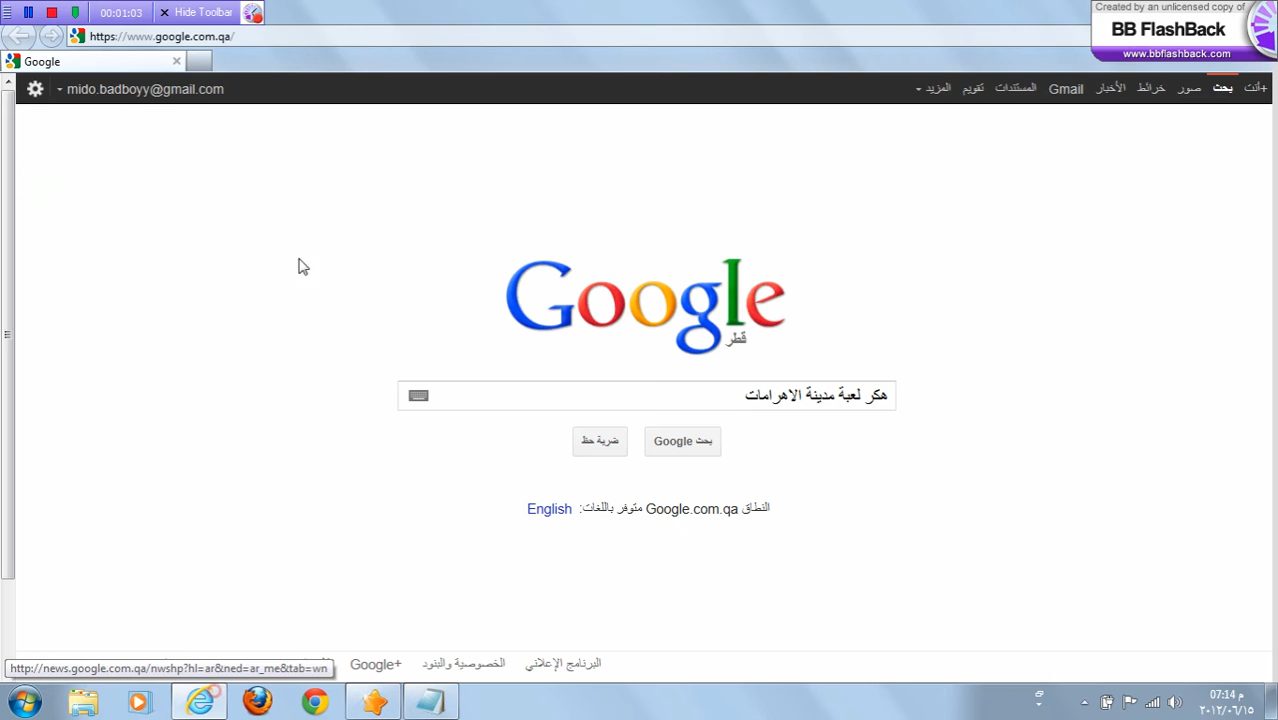 00:01:03
Hide Toolbar
Created by an unlicensed copy of
BB FlashBack
www.bbflashback.com
https://www.google.com.qa/
Google
mido.badboyy@gmail.com
+أنت بحث صور خرائط الأخبار Gmail المستندات تقويم المزيد
Google
قطر
هكر لعبة مدينة الاهرامات
بحث Google
ضربة حظ
النطاق Google.com.qa متوفر باللغات: English
البرنامج الإعلاني الخصوصية والبنود Google+
http://news.google.com.qa/nwshp?hl=ar&ned=ar_me&tab=wn
07:14 م
٢٠١٢/٠٦/١٥